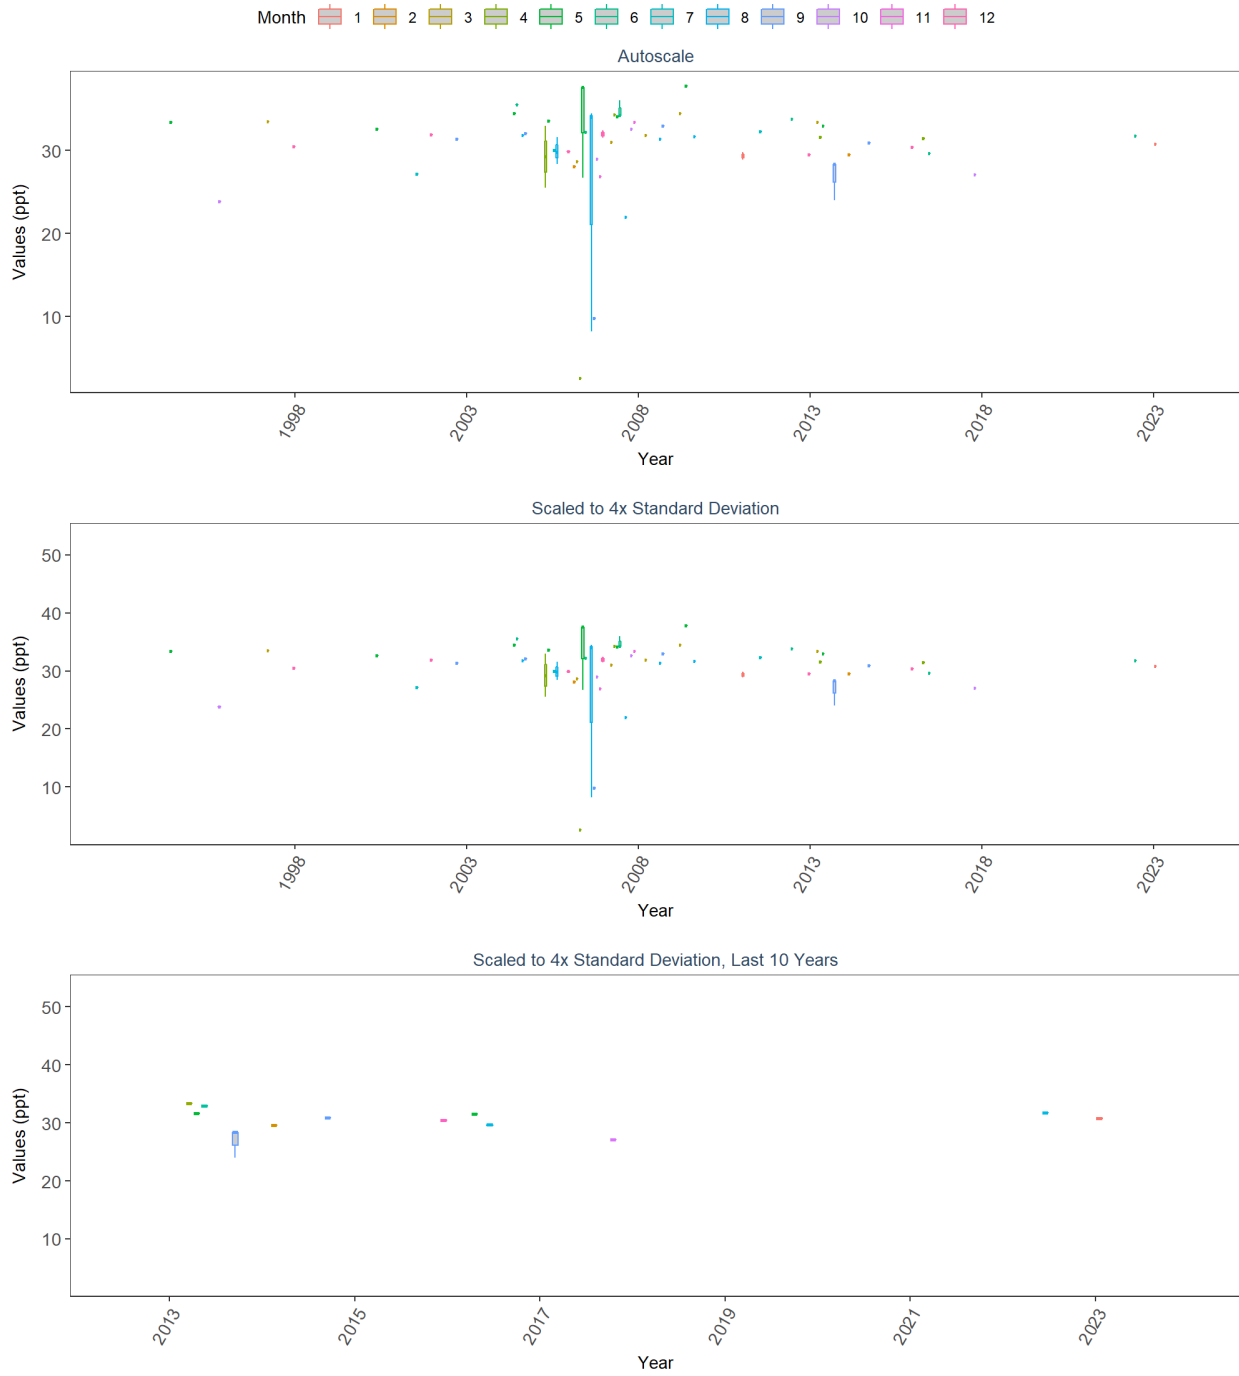 Month 1 2 3 4 5 6 7 8 9 10 11 12
Autoscale
Values (ppt)
30
20
10
1998 2003 2008 2013 2018 2023
Year
Scaled to 4x Standard Deviation
Values (ppt)
50
40
30
20
10
1998 2003 2008 2013 2018 2023
Year
Scaled to 4x Standard Deviation, Last 10 Years
Values (ppt)
50
40
30
20
10
2013 2015 2017 2019 2021 2023
Year